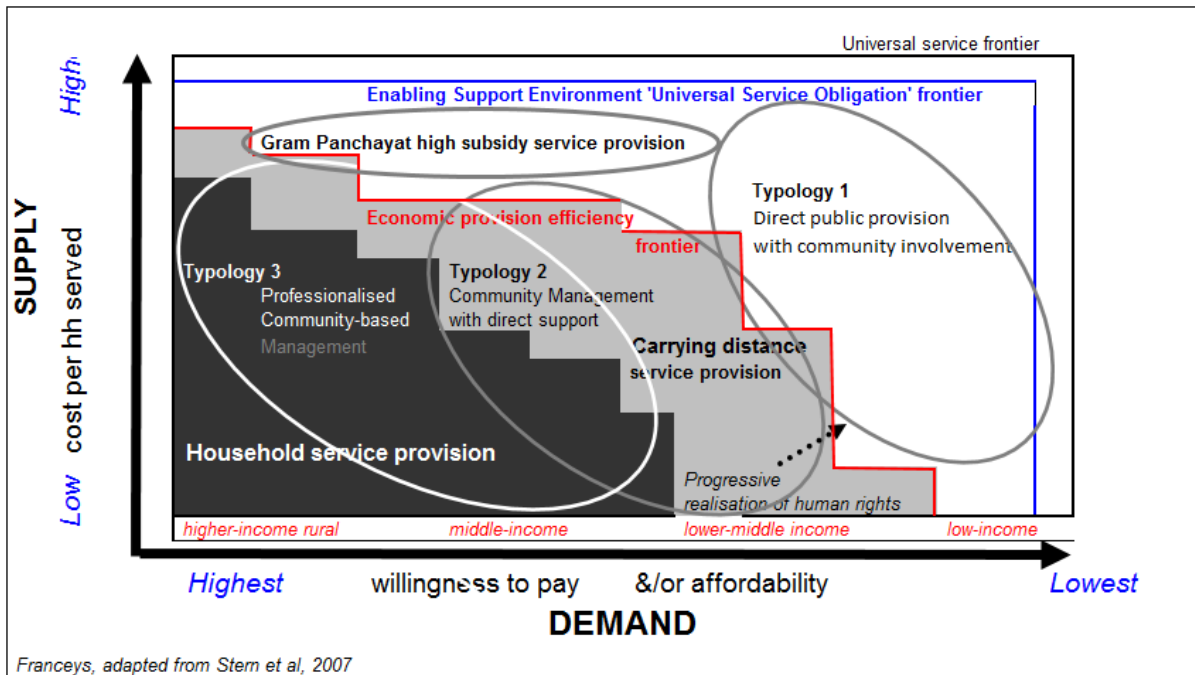 Universal service frontier
High
Enabling Support Environment 'Universal Service Obligation' frontier
Gram Panchayat high subsidy service provision
Typology 1
Direct public provision
with community involvement
Economic provision efficiency
frontier
SUPPLY
cost per hh served
Typology 3
Professionalised
Community-based
Management
Typology 2
Community Management
with direct support
Carrying distance
service provision
Household service provision
Low
Progressive
realisation of human rights
higher-income rural middle-income lower-middle income low-income
Highest willingness to pay &/or affordability Lowest
DEMAND
Franceys, adapted from Stern et al, 2007